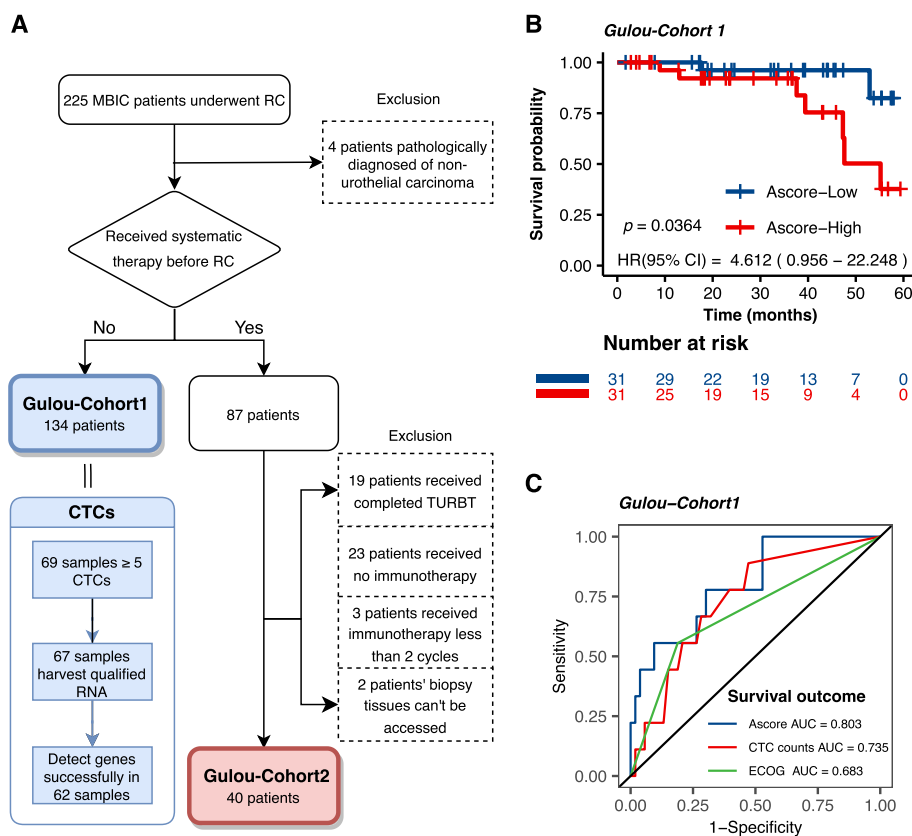 A
225 MBIC patients underwent RC
Exclusion
4 patients pathologically
diagnosed of non-
urothelial carcinoma
Received systematic
therapy before RC
No
Yes
Gulou-Cohort1
134 patients
87 patients
Exclusion
19 patients received
completed TURBT
23 patients received
no immunotherapy
3 patients received
immunotherapy less
than 2 cycles
2 patients' biopsy
tissues can't be
accessed
CTCs
69 samples ≥ 5
CTCs
67 samples
harvest qualified
RNA
Detect genes
successfully in
62 samples
Gulou-Cohort2
40 patients
B
Gulou-Cohort 1
Survival probability
1.00
0.75
0.50
0.25
0.00
Ascore−Low
Ascore−High
p = 0.0364
HR(95% CI) = 4.612 ( 0.956 − 22.248 )
0 10 20 30 40 50 60
Time (months)
Number at risk
31 29 22 19 13 7 0
31 25 19 15 9 4 0
C
Gulou−Cohort1
Sensitivity
1.00
0.75
0.50
0.25
0.00
Survival outcome
Ascore AUC = 0.803
CTC counts AUC = 0.735
ECOG AUC = 0.683
0.00 0.25 0.50 0.75 1.00
1−Specificity